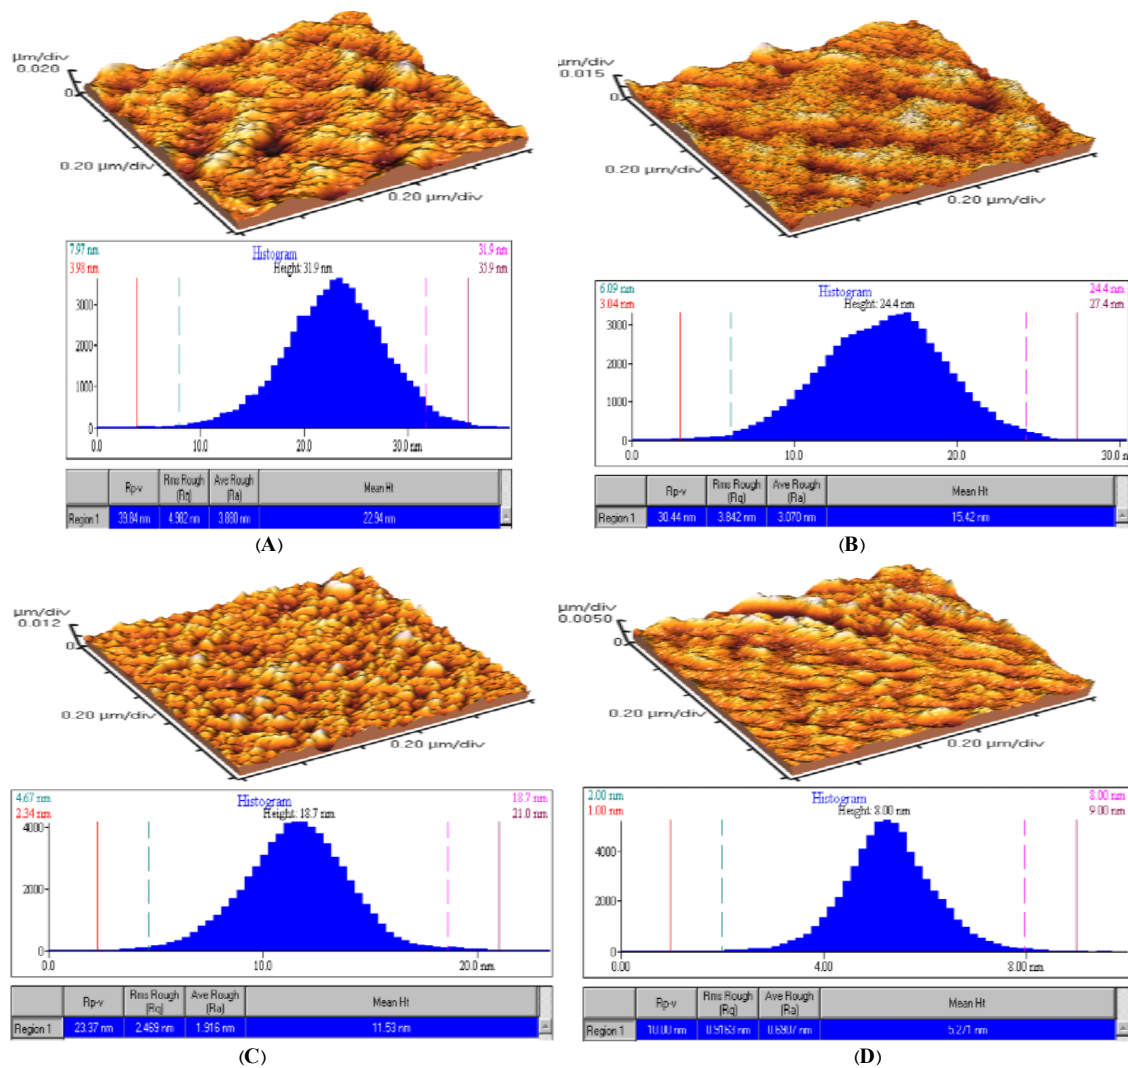 µm/div
0.020
0
0.20 µm/div
0.20 µm/div
7.97 nm
Histogram
31.9 nm
3.98 nm
Height: 31.9 nm
35.9 nm
3000
2000
1000
0
0.0
10.0
20.0
30.0 nm
Rp-v
Rms Rough (Rq)
Ave Rough (Ra)
Mean Ht
Region 1
39.84 nm
4.982 nm
3.880 nm
22.94 nm
(A)
µm/div
0.015
0
0.20 µm/div
0.20 µm/div
6.09 nm
Histogram
24.4 nm
3.04 nm
Height: 24.4 nm
27.4 nm
3000
2000
1000
0
0.0
10.0
20.0
30.0 n
Rp-v
Rms Rough (Rq)
Ave Rough (Ra)
Mean Ht
Region 1
30.44 nm
3.842 nm
3.070 nm
15.42 nm
(B)
µm/div
0.012
0
0.20 µm/div
0.20 µm/div
4.67 nm
Histogram
18.7 nm
2.34 nm
Height: 18.7 nm
21.0 nm
4000
2000
0
0.0
10.0
20.0 nm
Rp-v
Rms Rough (Rq)
Ave Rough (Ra)
Mean Ht
Region 1
23.37 nm
2.469 nm
1.916 nm
11.53 nm
(C)
µm/div
0.0050
0
0.20 µm/div
0.20 µm/div
2.00 nm
Histogram
8.00 nm
1.00 nm
Height: 8.00 nm
9.00 nm
4000
2000
0
0.00
4.00
8.00 nm
Rp-v
Rms Rough (Rq)
Ave Rough (Ra)
Mean Ht
Region 1
10.00 nm
0.9163 nm
0.6907 nm
5.271 nm
(D)